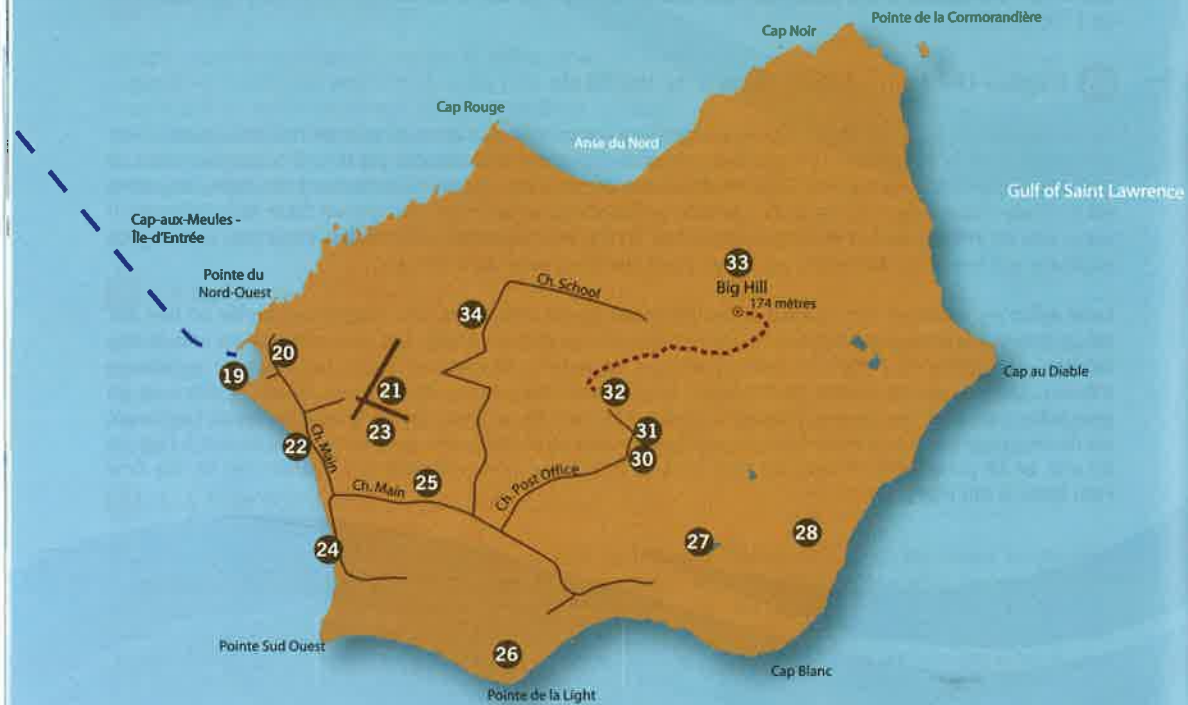 Pointe de la Cormorandière
Cap Noir
Cap Rouge
Anse du Nord
Gulf of Saint Lawrence
Cap-aux-Meules -
Île-d'Entrée
Pointe du
Nord-Ouest
33
Big Hill
174 mètres
Ch. School
34
20
19
21
32
Cap au Diable
23
22
Ch. Main
31
30
Ch. Post Office
25
Ch. Main
24
27
28
Pointe Sud Ouest
26
Cap Blanc
Pointe de la Light